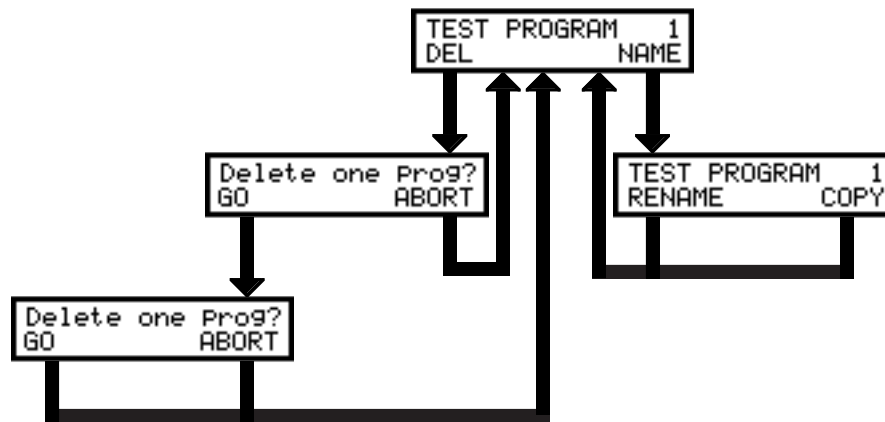 TEST PROGRAM 1
DEL NAME
Delete one Prog?
GO ABORT
TEST PROGRAM 1
RENAME COPY
Delete one Prog?
GO ABORT